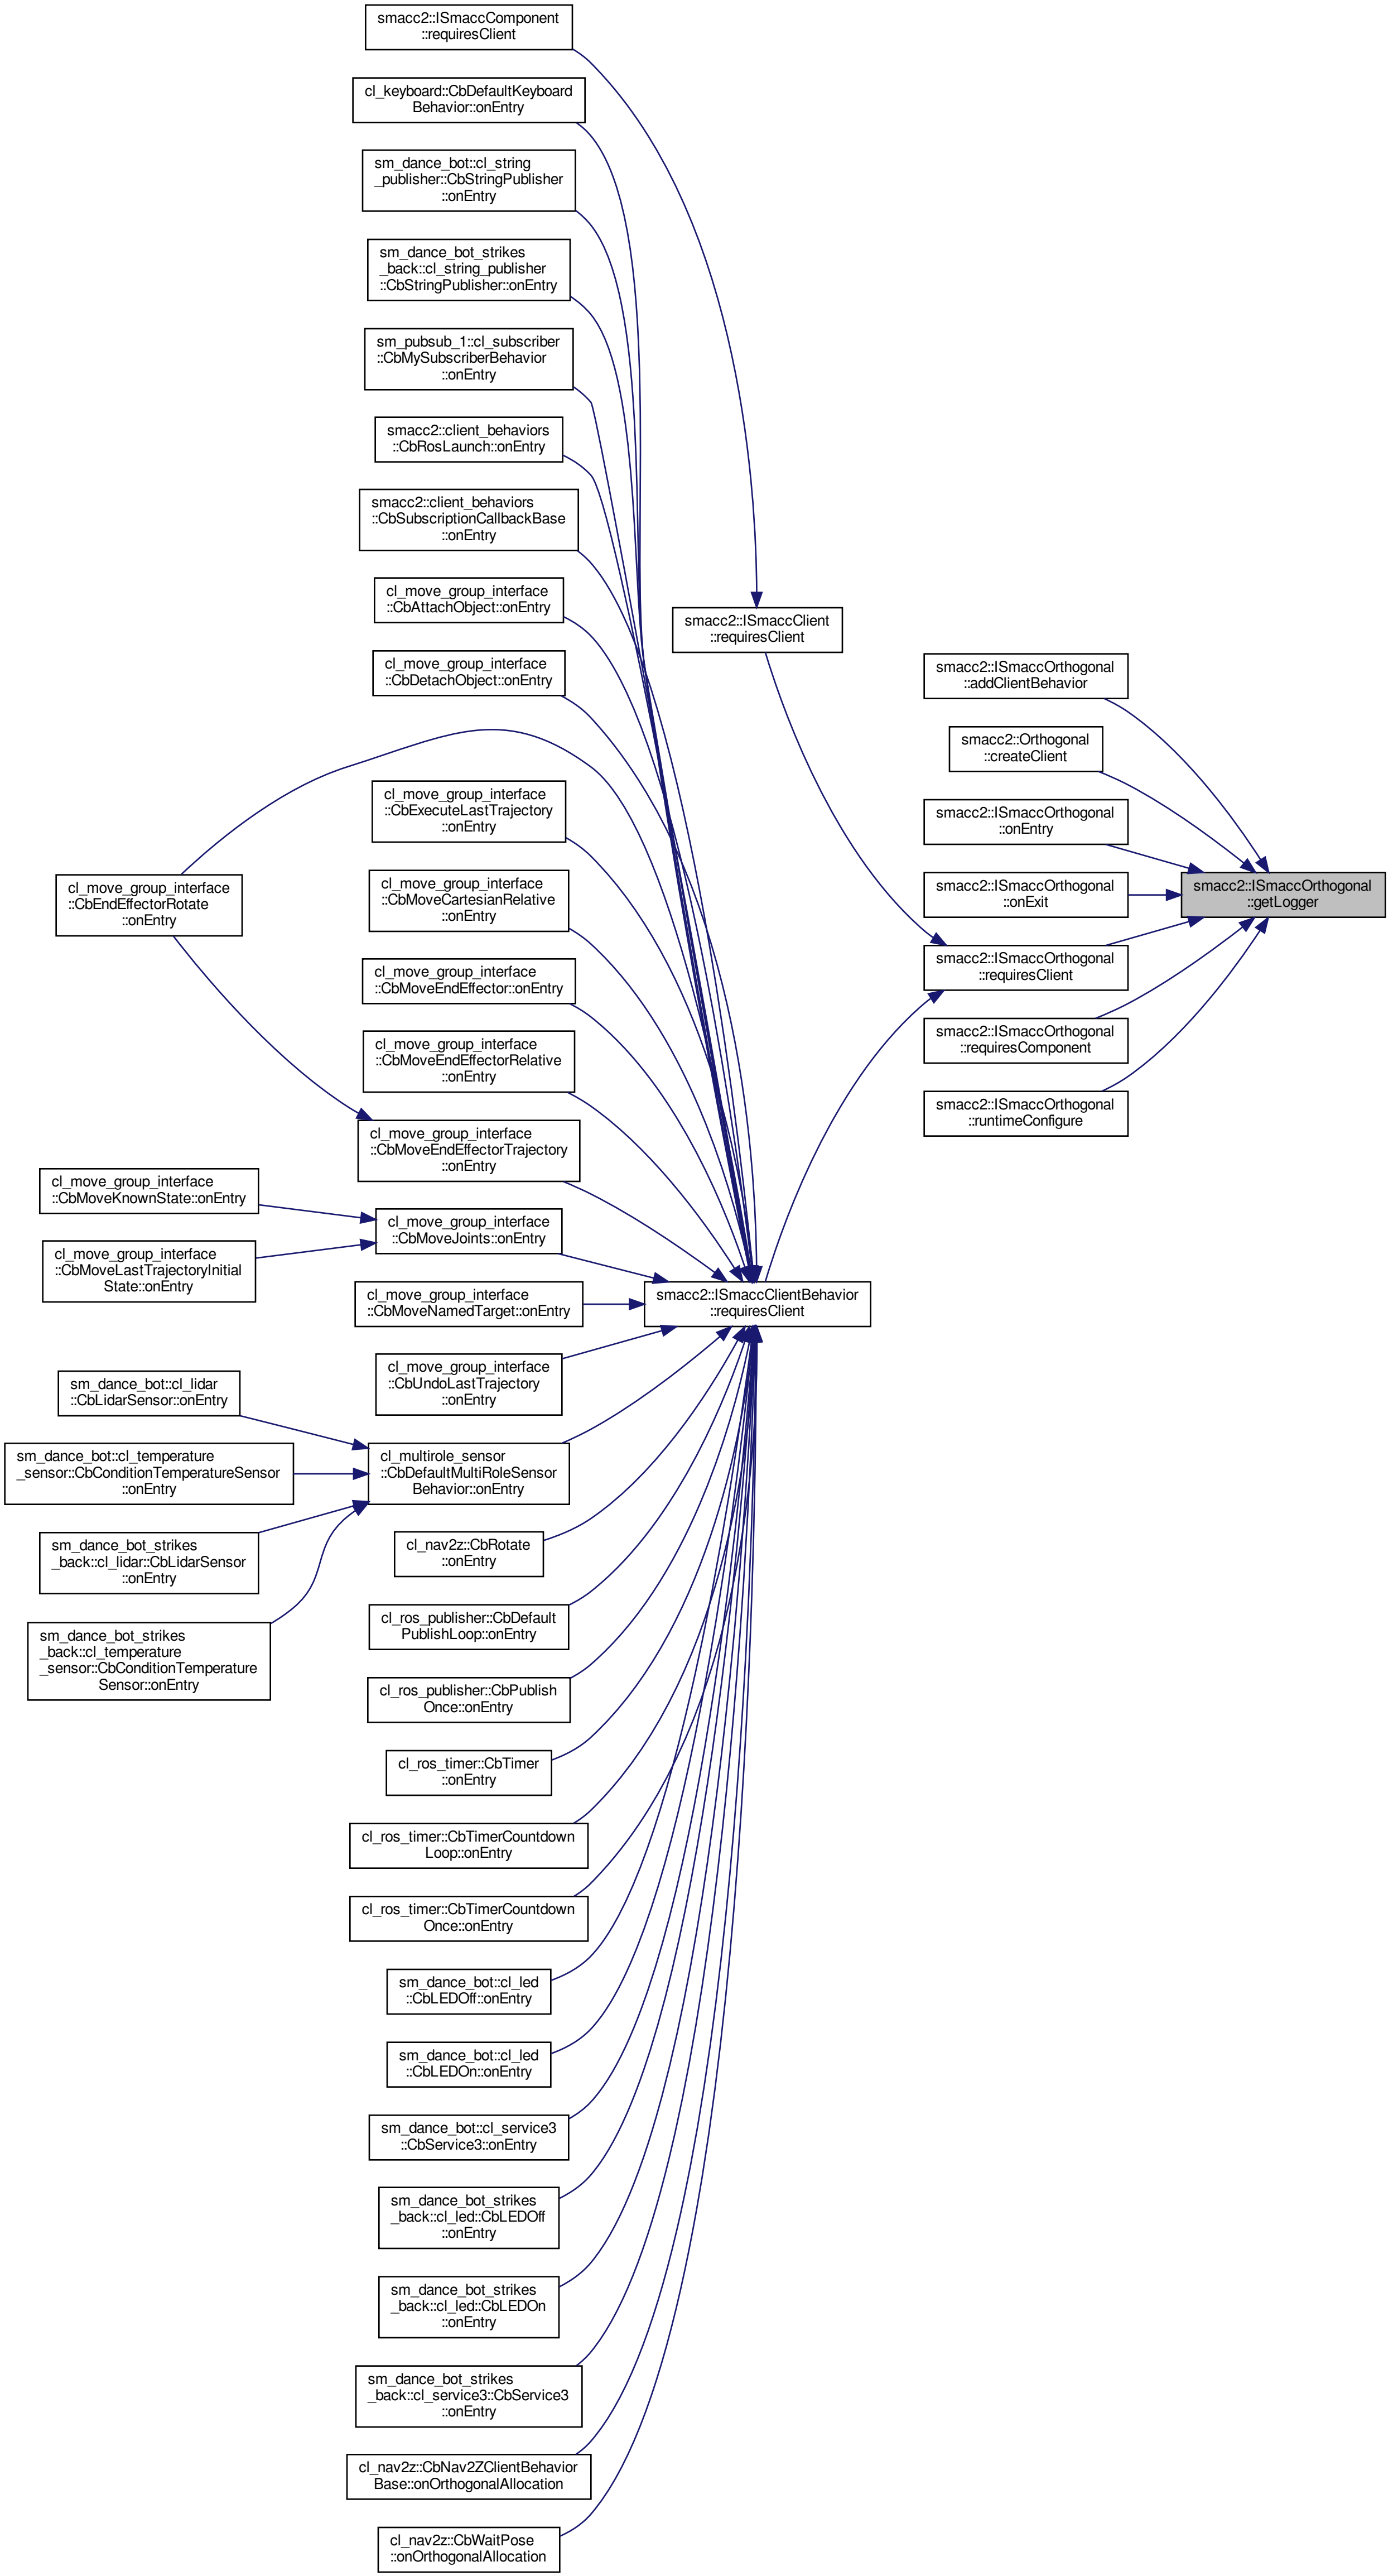 smacc2::ISmaccComponent
::requiresClient
cl_keyboard::CbDefaultKeyboard
Behavior::onEntry
sm_dance_bot::cl_string
_publisher::CbStringPublisher
::onEntry
sm_dance_bot_strikes
_back::cl_string_publisher
::CbStringPublisher::onEntry
sm_pubsub_1::cl_subscriber
::CbMySubscriberBehavior
::onEntry
smacc2::client_behaviors
::CbRosLaunch::onEntry
smacc2::client_behaviors
::CbSubscriptionCallbackBase
::onEntry
cl_move_group_interface
::CbAttachObject::onEntry
cl_move_group_interface
::CbDetachObject::onEntry
cl_move_group_interface
::CbExecuteLastTrajectory
::onEntry
cl_move_group_interface
::CbEndEffectorRotate
::onEntry
cl_move_group_interface
::CbMoveCartesianRelative
::onEntry
cl_move_group_interface
::CbMoveEndEffector::onEntry
cl_move_group_interface
::CbMoveEndEffectorRelative
::onEntry
cl_move_group_interface
::CbMoveEndEffectorTrajectory
::onEntry
cl_move_group_interface
::CbMoveKnownState::onEntry
cl_move_group_interface
::CbMoveJoints::onEntry
cl_move_group_interface
::CbMoveLastTrajectoryInitial
State::onEntry
cl_move_group_interface
::CbMoveNamedTarget::onEntry
cl_move_group_interface
::CbUndoLastTrajectory
::onEntry
sm_dance_bot::cl_lidar
::CbLidarSensor::onEntry
sm_dance_bot::cl_temperature
_sensor::CbConditionTemperatureSensor
::onEntry
cl_multirole_sensor
::CbDefaultMultiRoleSensor
Behavior::onEntry
sm_dance_bot_strikes
_back::cl_lidar::CbLidarSensor
::onEntry
sm_dance_bot_strikes
_back::cl_temperature
_sensor::CbConditionTemperature
Sensor::onEntry
cl_nav2z::CbRotate
::onEntry
cl_ros_publisher::CbDefault
PublishLoop::onEntry
cl_ros_publisher::CbPublish
Once::onEntry
cl_ros_timer::CbTimer
::onEntry
cl_ros_timer::CbTimerCountdown
Loop::onEntry
cl_ros_timer::CbTimerCountdown
Once::onEntry
sm_dance_bot::cl_led
::CbLEDOff::onEntry
sm_dance_bot::cl_led
::CbLEDOn::onEntry
sm_dance_bot::cl_service3
::CbService3::onEntry
sm_dance_bot_strikes
_back::cl_led::CbLEDOff
::onEntry
sm_dance_bot_strikes
_back::cl_led::CbLEDOn
::onEntry
sm_dance_bot_strikes
_back::cl_service3::CbService3
::onEntry
cl_nav2z::CbNav2ZClientBehavior
Base::onOrthogonalAllocation
cl_nav2z::CbWaitPose
::onOrthogonalAllocation
smacc2::ISmaccClient
::requiresClient
smacc2::ISmaccClientBehavior
::requiresClient
smacc2::ISmaccOrthogonal
::addClientBehavior
smacc2::Orthogonal
::createClient
smacc2::ISmaccOrthogonal
::onEntry
smacc2::ISmaccOrthogonal
::onExit
smacc2::ISmaccOrthogonal
::requiresClient
smacc2::ISmaccOrthogonal
::requiresComponent
smacc2::ISmaccOrthogonal
::runtimeConfigure
smacc2::ISmaccOrthogonal
::getLogger